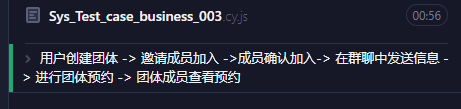 Sys_Test_case_business_003.cy.js 00:56
用户创建团体 -> 邀请成员加入 ->成员确认加入-> 在群聊中发送信息 -
> 进行团体预约 -> 团体成员查看预约